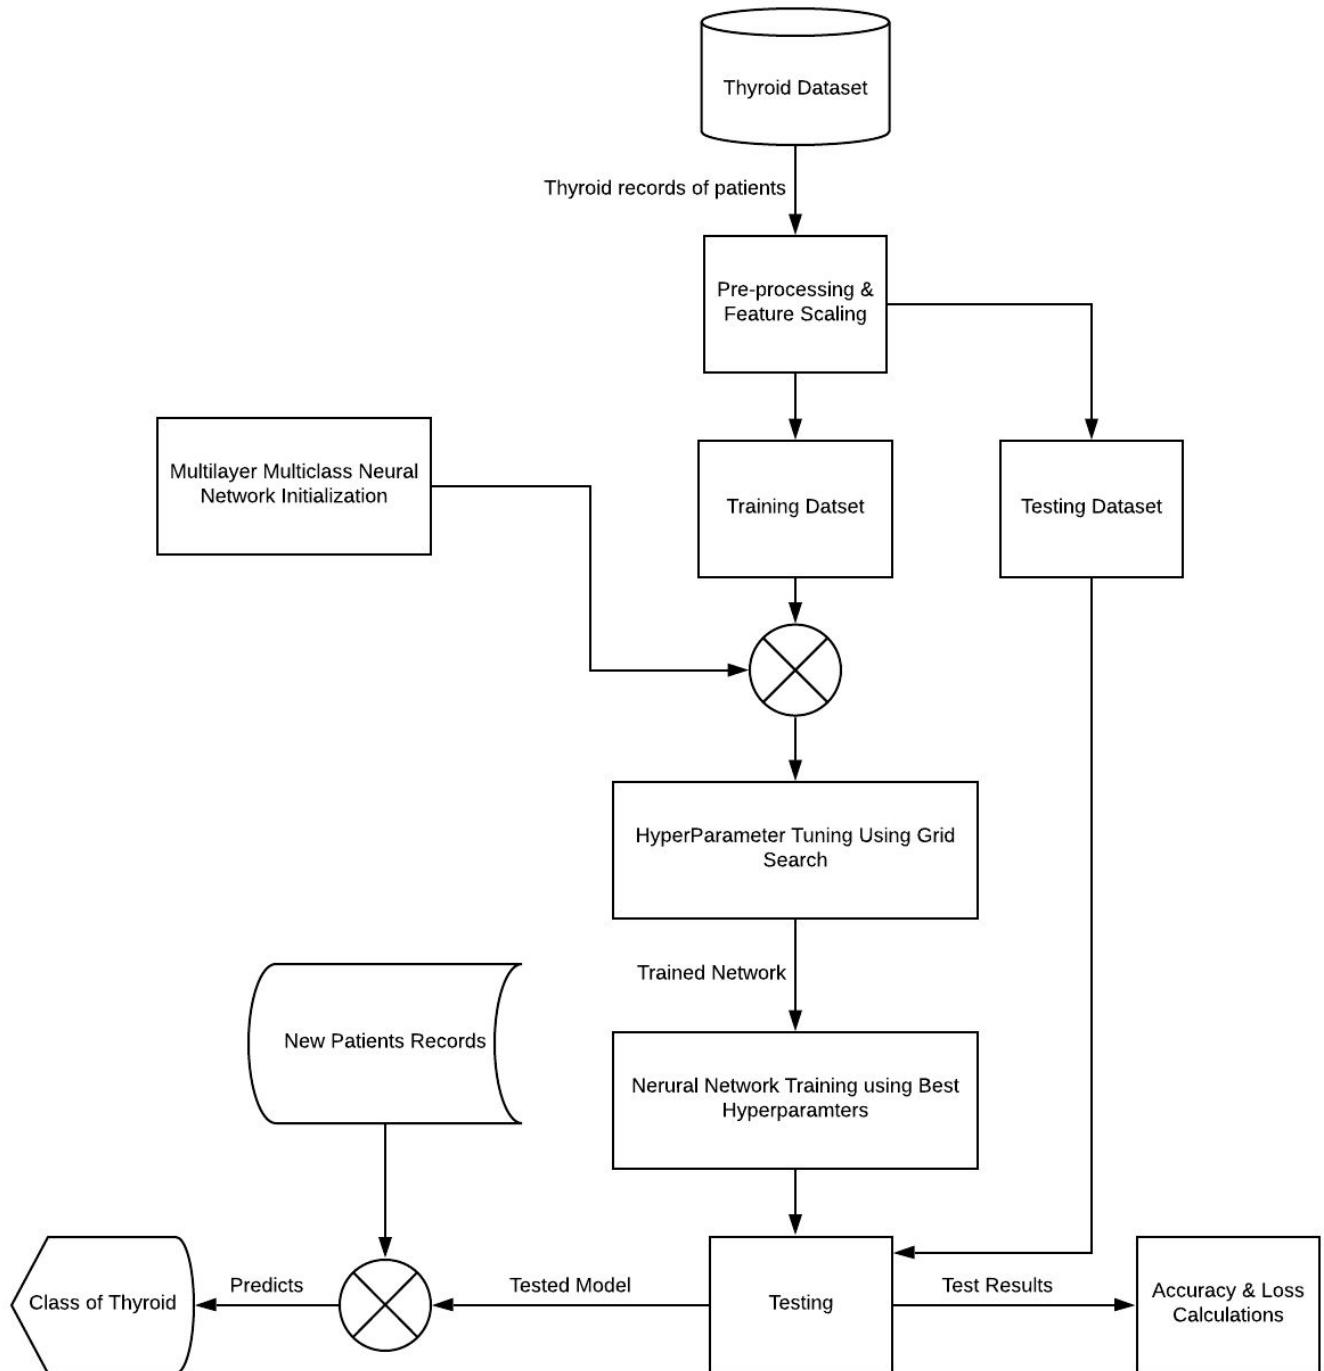 Thyroid Dataset
Thyroid records of patients
Pre-processing &
Feature Scaling
Multilayer Multiclass Neural
Network Initialization
Training Datset
Testing Dataset
HyperParameter Tuning Using Grid
Search
Trained Network
New Patients Records
Nerural Network Training using Best
Hyperparamters
Class of Thyroid
Predicts
Tested Model
Testing
Test Results
Accuracy & Loss
Calculations